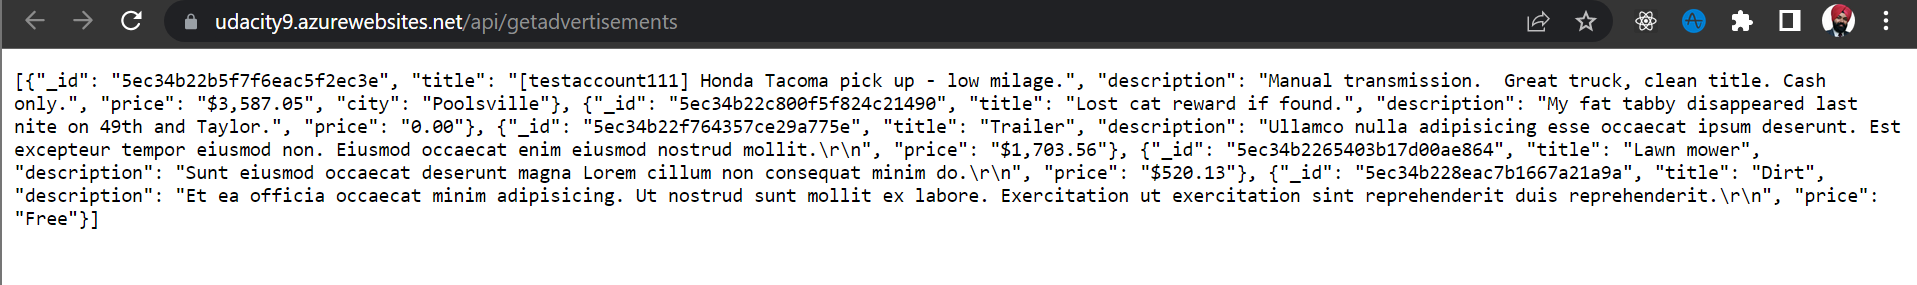 udacity9.azurewebsites.net/api/getadvertisements
[{"_id": "5ec34b22b5f7f6eac5f2ec3e", "title": "[testaccount111] Honda Tacoma pick up - low milage.", "description": "Manual transmission.  Great truck, clean title. Cash
only.", "price": "$3,587.05", "city": "Poolsville"}, {"_id": "5ec34b22c800f5f824c21490", "title": "Lost cat reward if found.", "description": "My fat tabby disappeared last
nite on 49th and Taylor.", "price": "0.00"}, {"_id": "5ec34b22f764357ce29a775e", "title": "Trailer", "description": "Ullamco nulla adipisicing esse occaecat ipsum deserunt. Est
excepteur tempor eiusmod non. Eiusmod occaecat enim eiusmod nostrud mollit.\r\n", "price": "$1,703.56"}, {"_id": "5ec34b2265403b17d00ae864", "title": "Lawn mower",
"description": "Sunt eiusmod occaecat deserunt magna Lorem cillum non consequat minim do.\r\n", "price": "$520.13"}, {"_id": "5ec34b228eac7b1667a21a9a", "title": "Dirt",
"description": "Et ea officia occaecat minim adipisicing. Ut nostrud sunt mollit ex labore. Exercitation ut exercitation sint reprehenderit duis reprehenderit.\r\n", "price":
"Free"}]